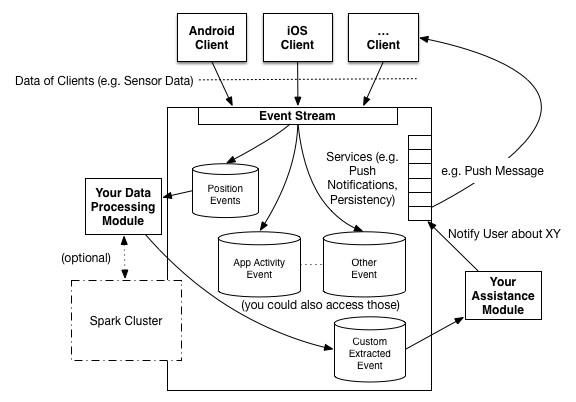 Android
Client
iOS
Client
...
Client
Data of Clients (e.g. Sensor Data)
Event Stream
Services (e.g.
Push
Notifications,
Persistency)
e.g. Push Message
Position
Events
Your Data
Processing
Module
Notify User about XY
(optional)
App Activity
Event
Other
Event
Your
Assistance
Module
(you could also access those)
Spark Cluster
Custom
Extracted
Event